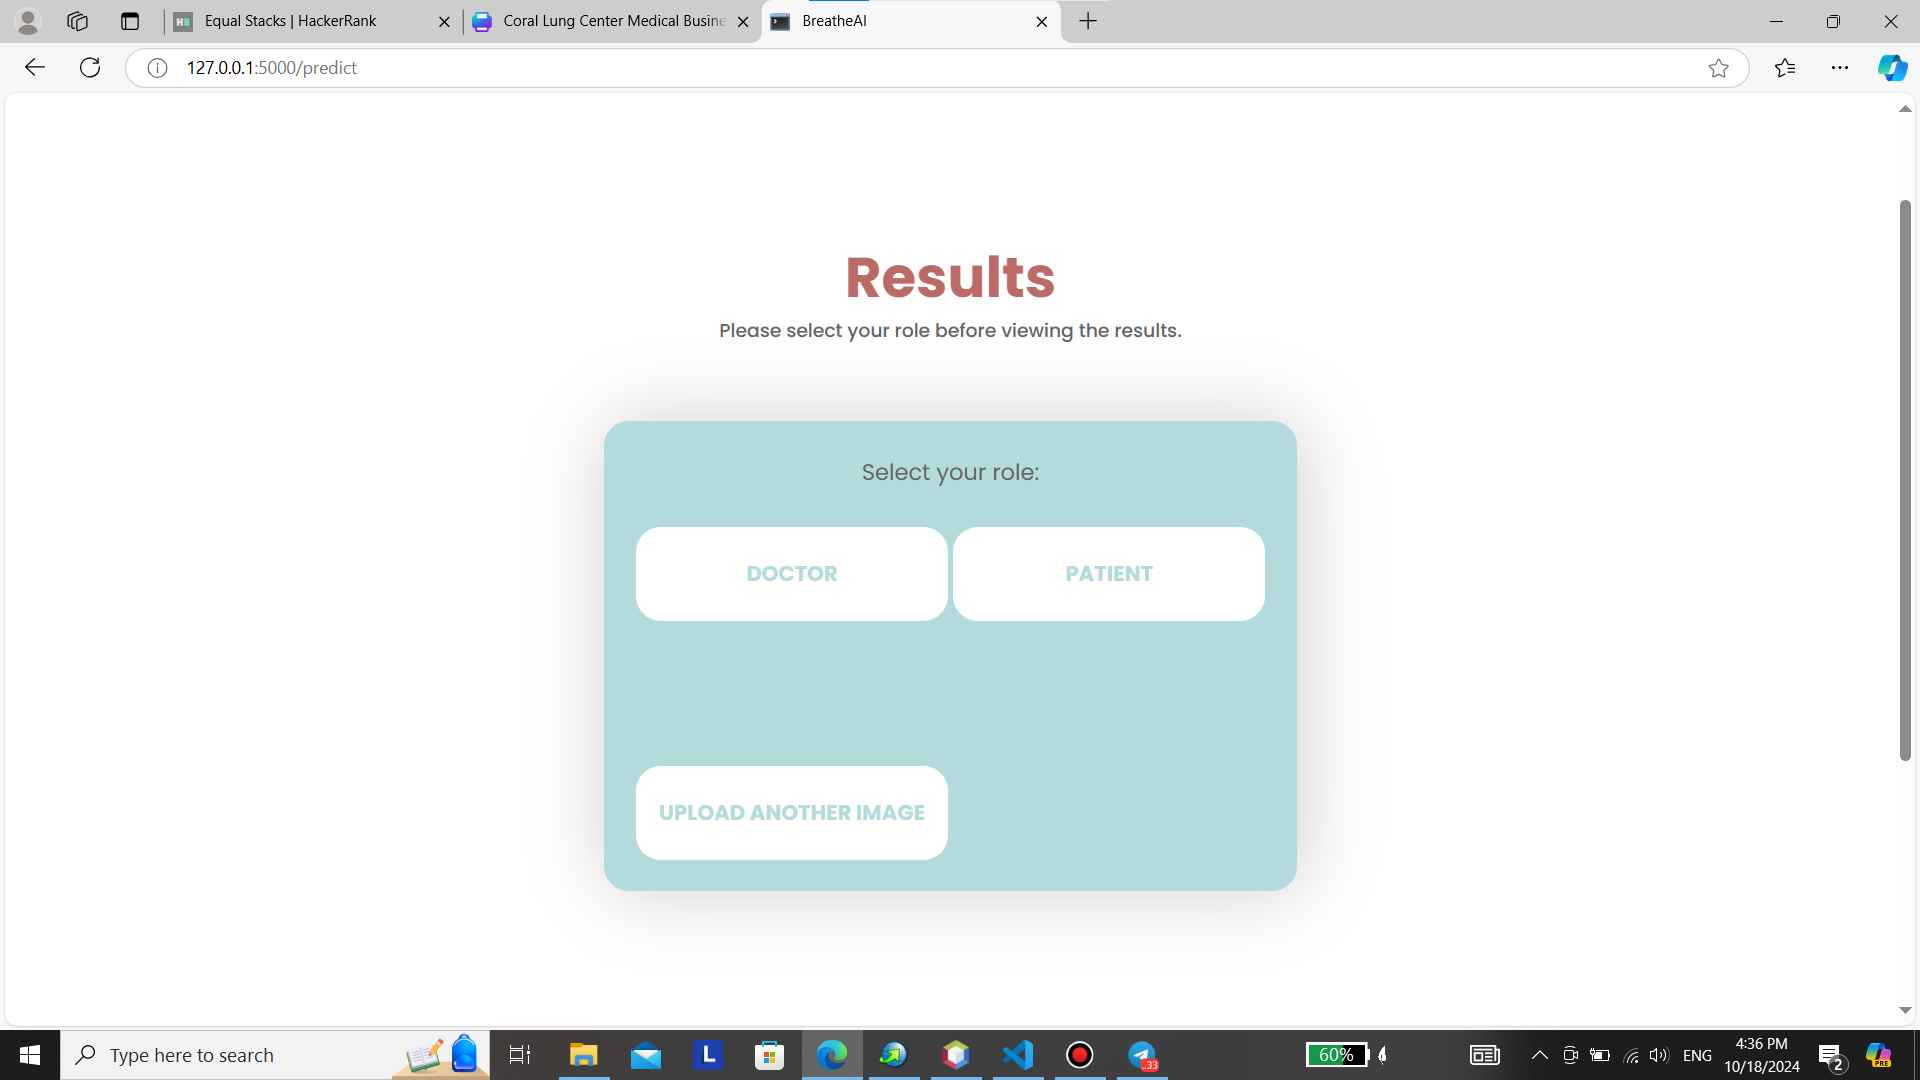 Equal Stacks | HackerRank
Coral Lung Center Medical Busine
BreatheAI
127.0.0.1:5000/predict
Results
Please select your role before viewing the results.
Select your role:
DOCTOR
PATIENT
UPLOAD ANOTHER IMAGE
Type here to search
L
..33
60%
ENG
4:36 PM
10/18/2024
2
PRE